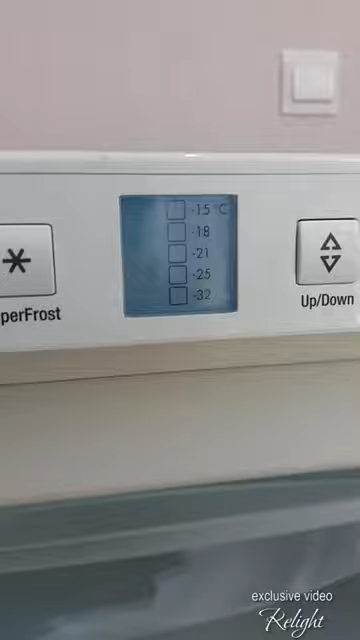 -15 °C
-18
-21
-25
-32
perFrost
Up/Down
exclusive video
Relight